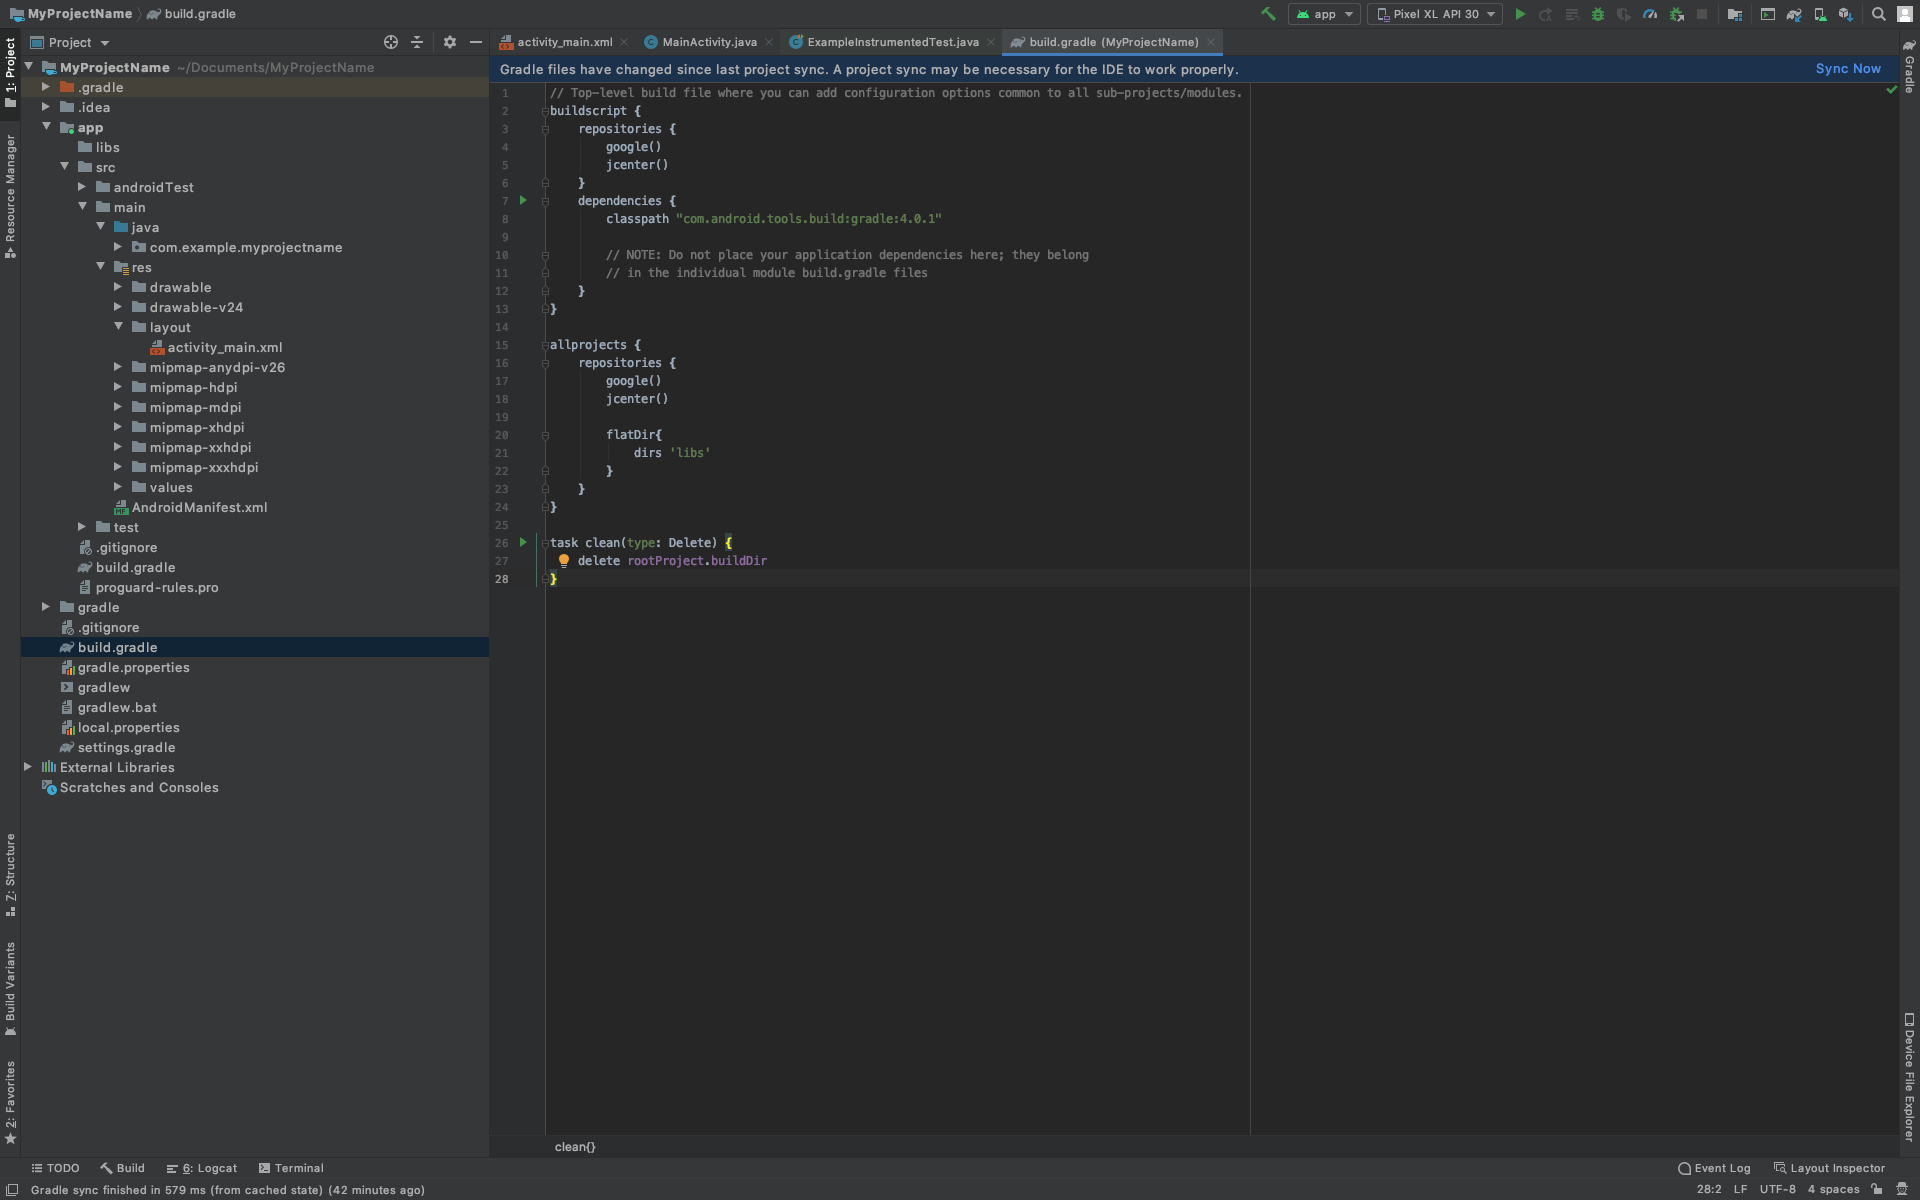 MyProjectName build.gradle
app Pixel XL API 30
1: Project
Resource Manager
Z: Structure
Build Variants
2: Favorites
Project
MyProjectName ~/Documents/MyProjectName
.gradle
.idea
app
libs
src
androidTest
main
java
com.example.myprojectname
res
drawable
drawable-v24
layout
activity_main.xml
mipmap-anydpi-v26
mipmap-hdpi
mipmap-mdpi
mipmap-xhdpi
mipmap-xxhdpi
mipmap-xxxhdpi
values
AndroidManifest.xml
test
.gitignore
build.gradle
proguard-rules.pro
gradle
.gitignore
build.gradle
gradle.properties
gradlew
gradlew.bat
local.properties
settings.gradle
External Libraries
Scratches and Consoles
activity_main.xml MainActivity.java ExampleInstrumentedTest.java build.gradle (MyProjectName)
Gradle files have changed since last project sync. A project sync may be necessary for the IDE to work properly. Sync Now
1 // Top-level build file where you can add configuration options common to all sub-projects/modules.
2 buildscript {
3 repositories {
4 google()
5 jcenter()
6 }
7 dependencies {
8 classpath "com.android.tools.build:gradle:4.0.1"
9
10 // NOTE: Do not place your application dependencies here; they belong
11 // in the individual module build.gradle files
12 }
13 }
14
15 allprojects {
16 repositories {
17 google()
18 jcenter()
19
20 flatDir{
21 dirs 'libs'
22 }
23 }
24 }
25
26 task clean(type: Delete) {
27 delete rootProject.buildDir
28 }
clean{}
Gradle
Device File Explorer
TODO Build 6: Logcat Terminal Event Log Layout Inspector
Gradle sync finished in 579 ms (from cached state) (42 minutes ago) 28:2 LF UTF-8 4 spaces